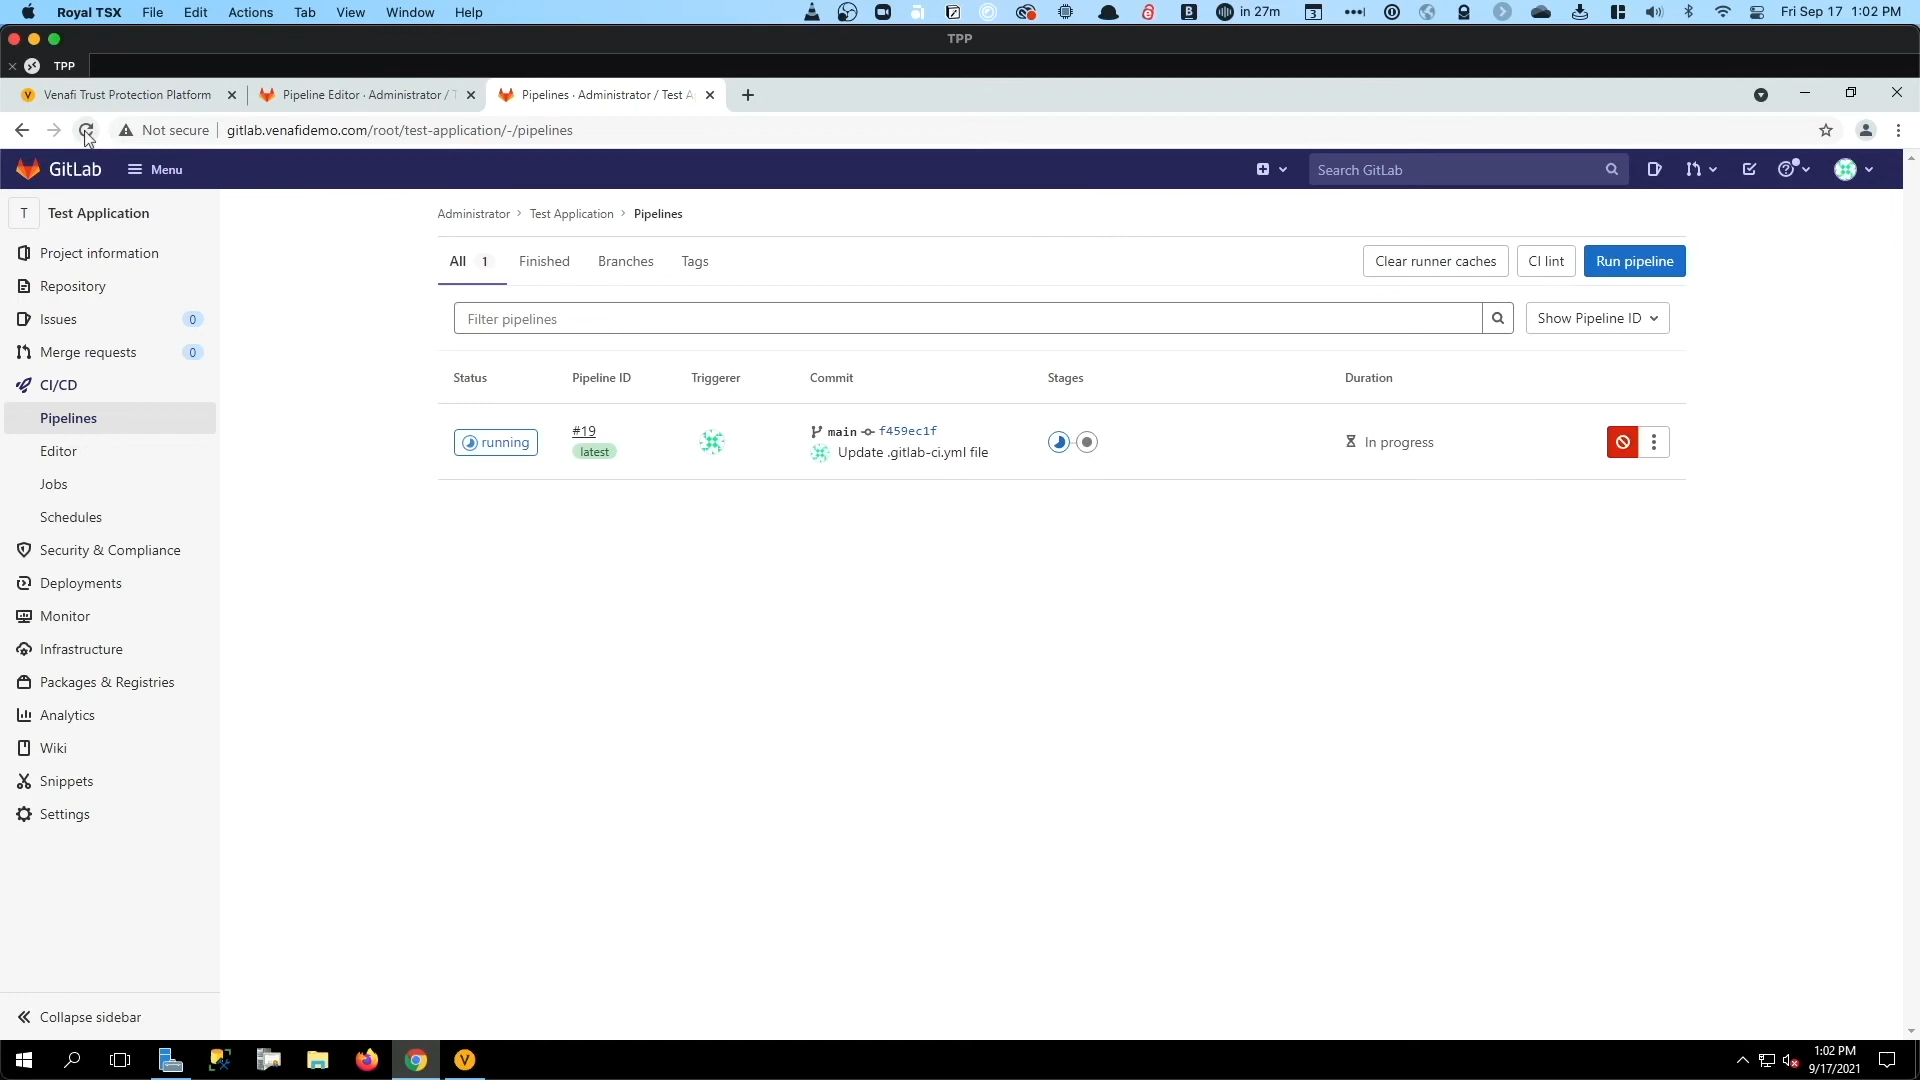 Royal TSX File Edit Actions Tab View Window Help in 27m 3 Fri Sep 17 1:02 PM
TPP
TPP
Venafi Trust Protection Platform Pipeline Editor · Administrator / T Pipelines · Administrator / Test A
Not secure gitlab.venafidemo.com/root/test-application/-/pipelines
GitLab Menu Search GitLab
T Test Application
Administrator > Test Application > Pipelines
Project information
All 1 Finished Branches Tags Clear runner caches CI lint Run pipeline
Repository
Issues 0
Filter pipelines Show Pipeline ID
Merge requests 0
CI/CD
Status Pipeline ID Triggerer Commit Stages Duration
Pipelines
running #19 main f459ec1f In progress
latest Update .gitlab-ci.yml file
Editor
Jobs
Schedules
Security & Compliance
Deployments
Monitor
Infrastructure
Packages & Registries
Analytics
Wiki
Snippets
Settings
Collapse sidebar
1:02 PM
9/17/2021